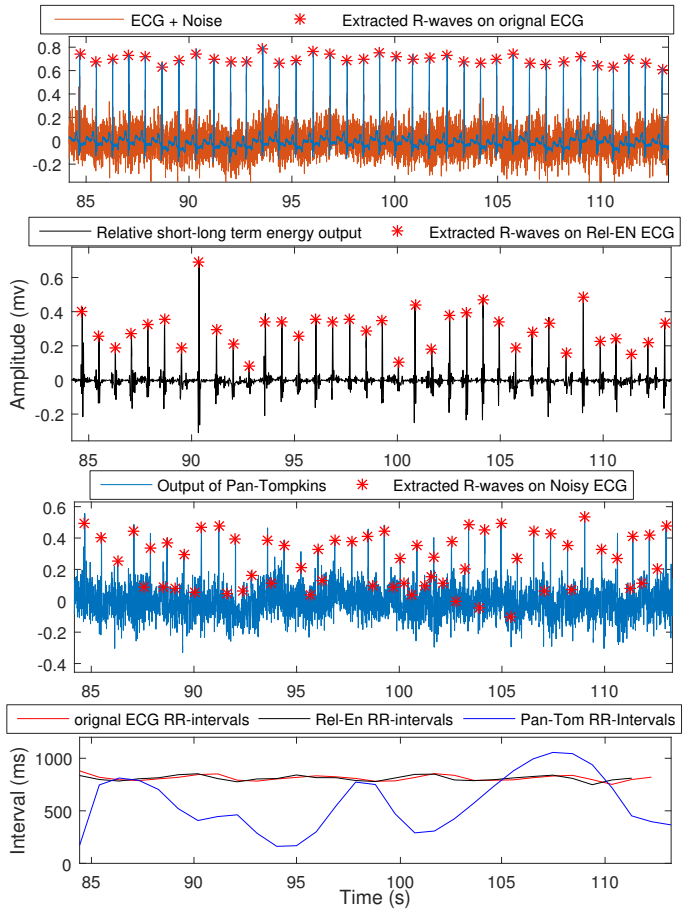 ECG + Noise Extracted R-waves on orignal ECG
0.8
0.6
0.4
0.2
0
-0.2
85 90 95 100 105 110
Relative short-long term energy output Extracted R-waves on Rel-EN ECG
Amplitude (mv)
0.6
0.4
0.2
0
-0.2
85 90 95 100 105 110
Output of Pan-Tompkins Extracted R-waves on Noisy ECG
0.6
0.4
0.2
0
-0.2
-0.4
85 90 95 100 105 110
orignal ECG RR-intervals Rel-En RR-intervals Pan-Tom RR-Intervals
Interval (ms)
1000
500
0
85 90 95 100 105 110
Time (s)